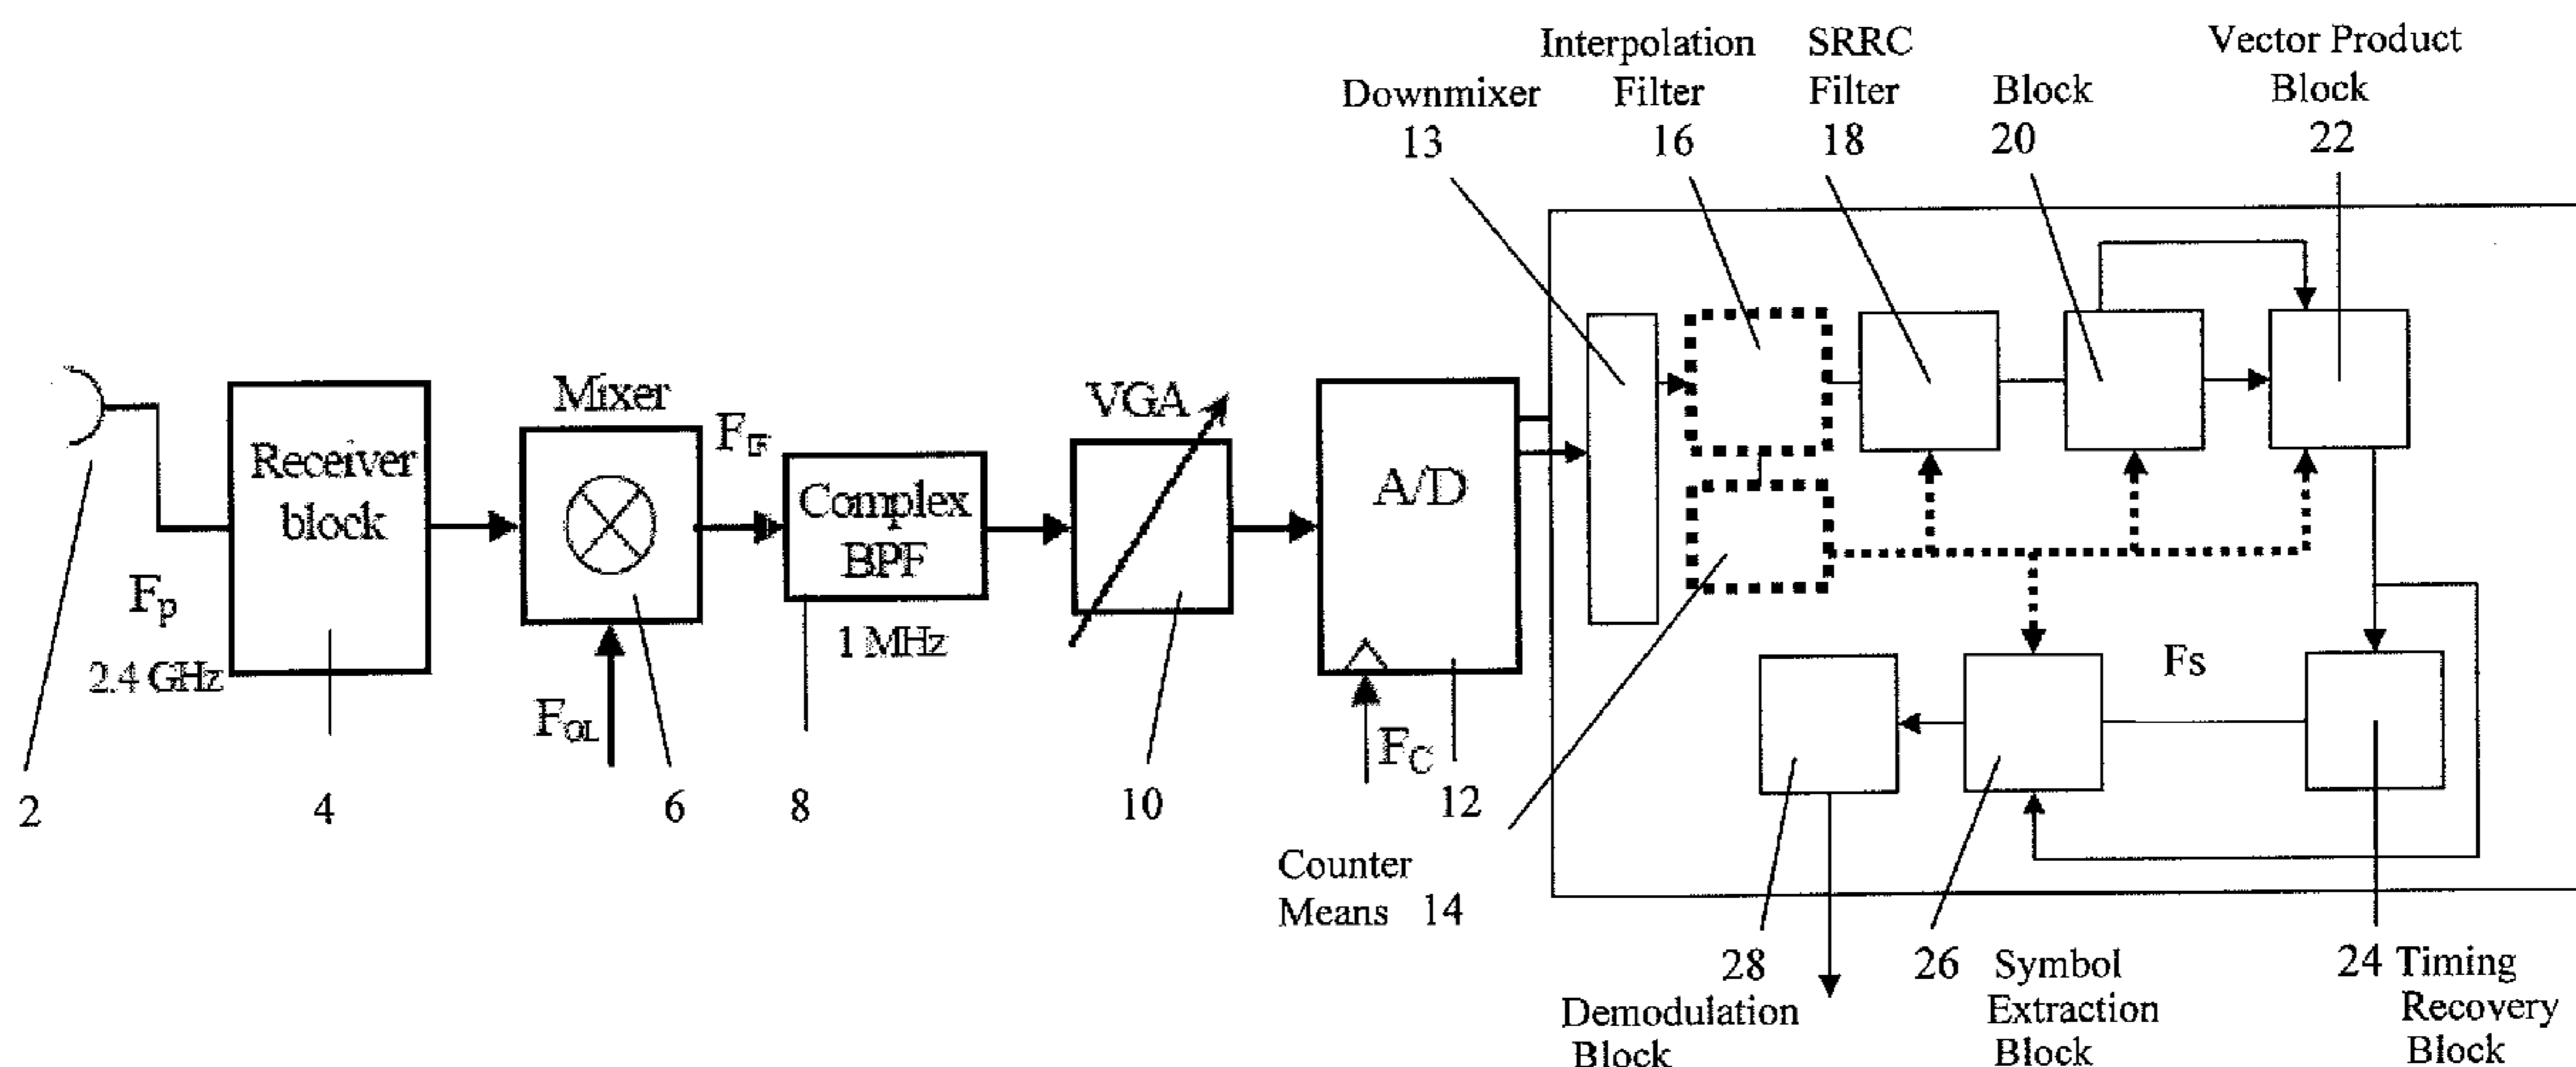 Interpolation
Filter
16
SRRC
Filter
18
Vector Product
Block
22
Downmixer
13
Block
20
Mixer
F_IF
VGA
Receiver
block
Complex
BPF
A/D
F_P
2.4 GHz
1 MHz
F_OL
F_C
Fs
2
4
6
8
10
12
Counter
Means 14
28
Demodulation
Block
26 Symbol
Extraction
Block
24 Timing
Recovery
Block